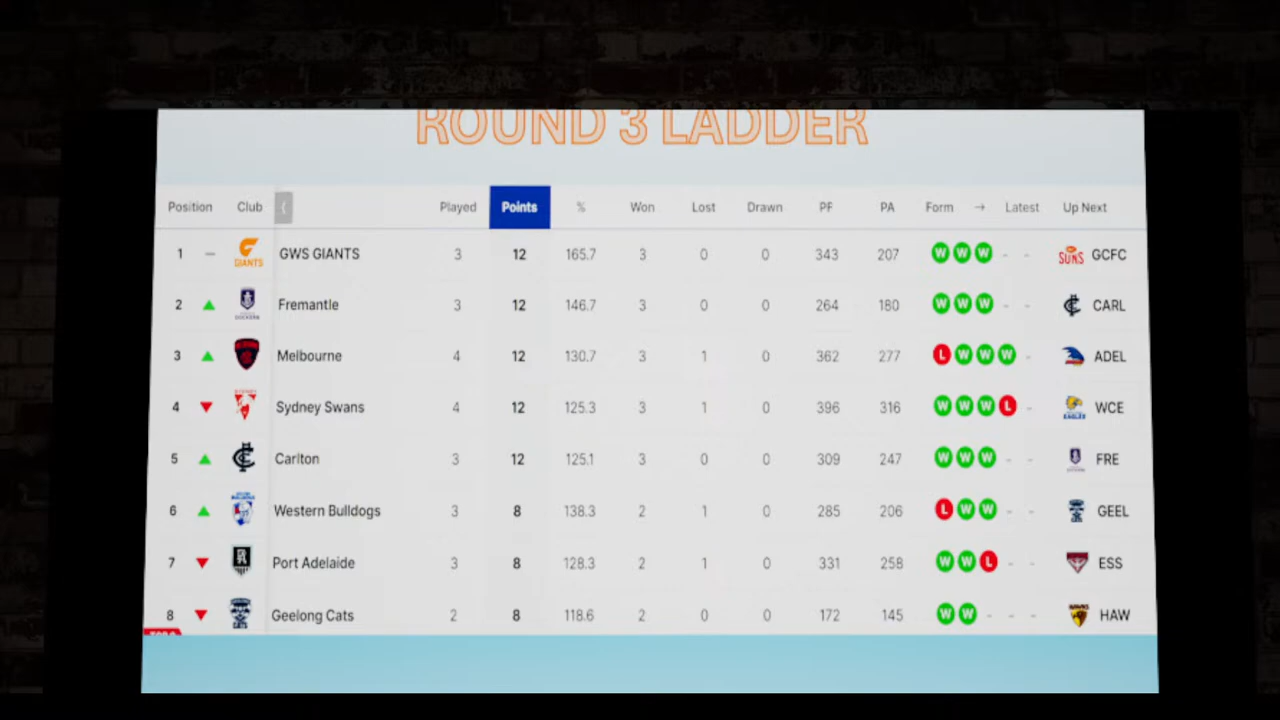 ROUND 3 LADDER
Position Club Played Points % Won Lost Drawn PF PA Form → Latest Up Next
1 – GIANTS GWS GIANTS 3 12 165.7 3 0 0 343 207 W W W - - SUNS GCFC
2 Fremantle 3 12 146.7 3 0 0 264 180 W W W - - CARL
3 Melbourne 4 12 130.7 3 1 0 362 277 L W W W - ADEL
4 Sydney Swans 4 12 125.3 3 1 0 396 316 W W W L - WCE
5 Carlton 3 12 125.1 3 0 0 309 247 W W W - - FRE
6 Western Bulldogs 3 8 138.3 2 1 0 285 206 L W W - - GEEL
7 Port Adelaide 3 8 128.3 2 1 0 331 258 W W L - - ESS
8 Geelong Cats 2 8 118.6 2 0 0 172 145 W W - - - HAW